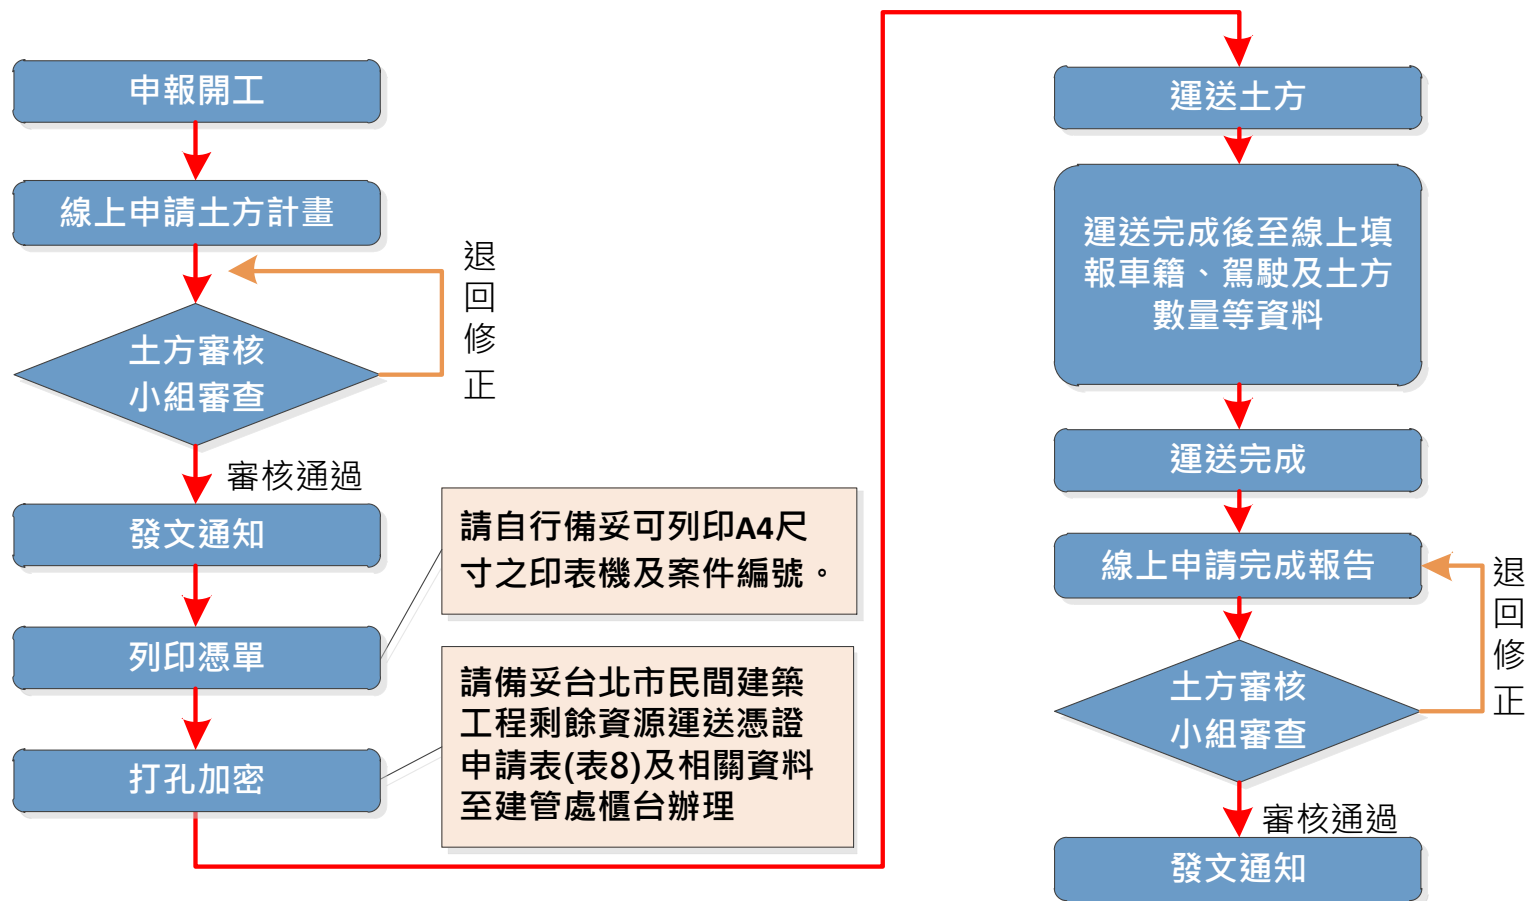 申報開工
線上申請土方計畫
退
回
修
正
土方審核
小組審查
審核通過
發文通知
請自行備妥可列印A4尺
寸之印表機及案件編號。
列印憑單
請備妥台北市民間建築
工程剩餘資源運送憑證
申請表(表8)及相關資料
至建管處櫃台辦理
打孔加密
運送土方
運送完成後至線上填
報車籍、駕駛及土方
數量等資料
運送完成
線上申請完成報告
退
回
修
正
土方審核
小組審查
審核通過
發文通知